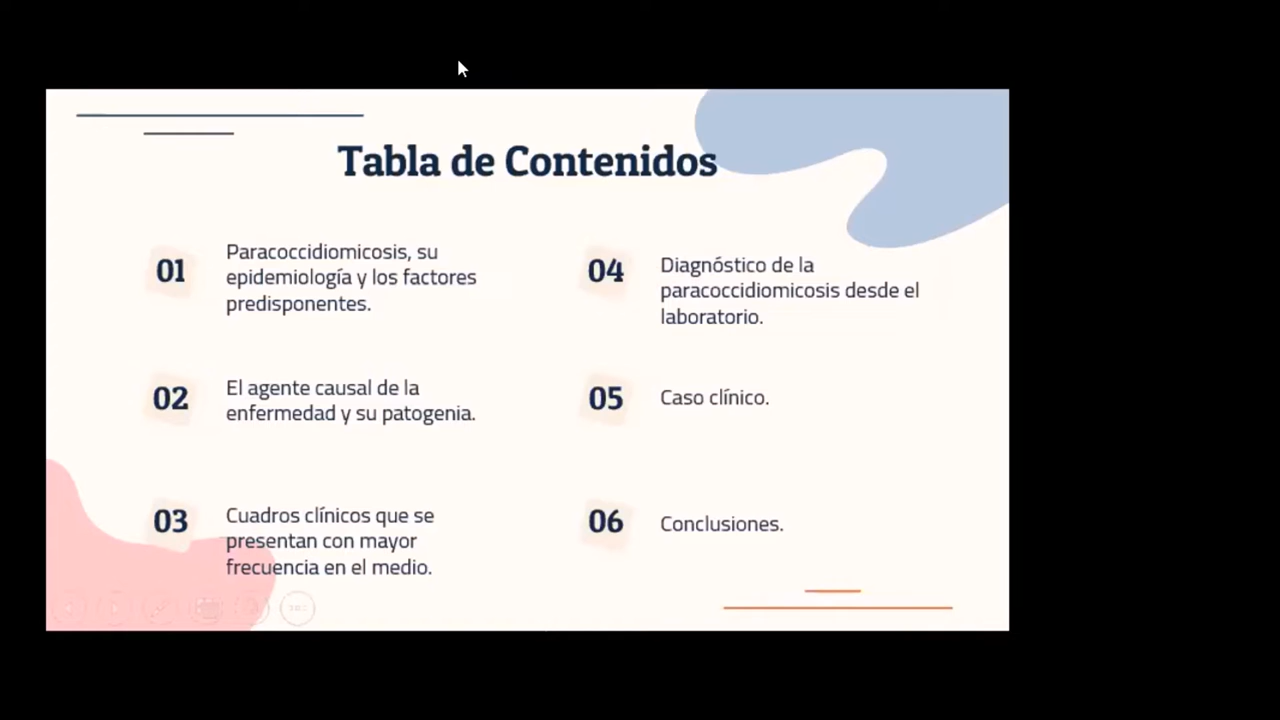 Tabla de Contenidos
01
Paracoccidiomicosis, su
epidemiología y los factores
predisponentes.
02
El agente causal de la
enfermedad y su patogenia.
03
Cuadros clínicos que se
presentan con mayor
frecuencia en el medio.
04
Diagnóstico de la
paracoccidiomicosis desde el
laboratorio.
05
Caso clínico.
06
Conclusiones.